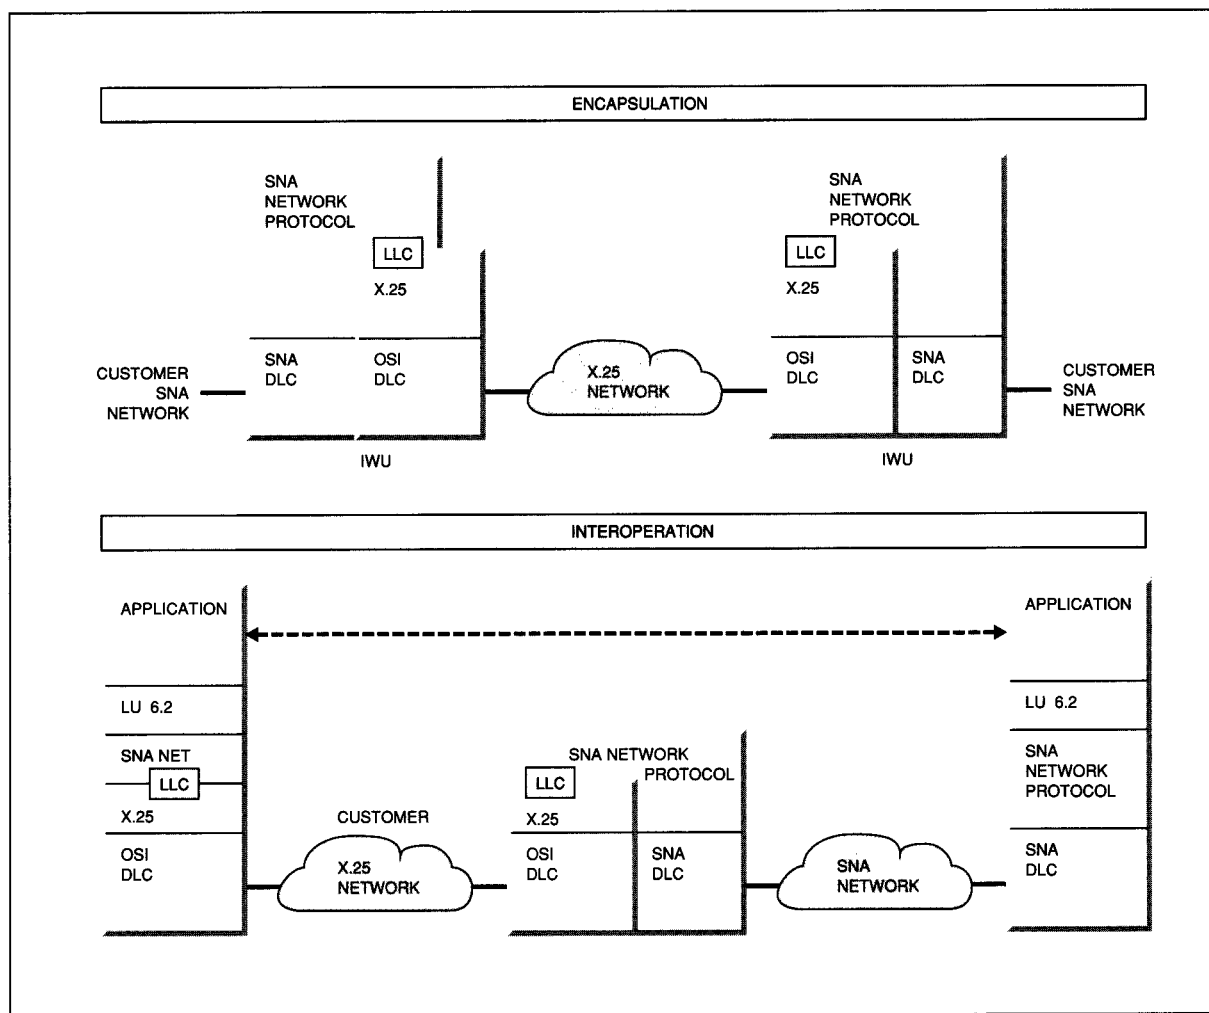 ENCAPSULATION
SNA
NETWORK
PROTOCOL
LLC
X.25
SNA
DLC
OSI
DLC
CUSTOMER
SNA
NETWORK
IWU
X.25
NETWORK
SNA
NETWORK
PROTOCOL
LLC
X.25
OSI
DLC
SNA
DLC
CUSTOMER
SNA
NETWORK
IWU
INTEROPERATION
APPLICATION
LU 6.2
SNA NET
LLC
X.25
OSI
DLC
CUSTOMER
X.25
NETWORK
SNA NETWORK
PROTOCOL
LLC
X.25
OSI
DLC
SNA
DLC
SNA
NETWORK
APPLICATION
LU 6.2
SNA
NETWORK
PROTOCOL
SNA
DLC